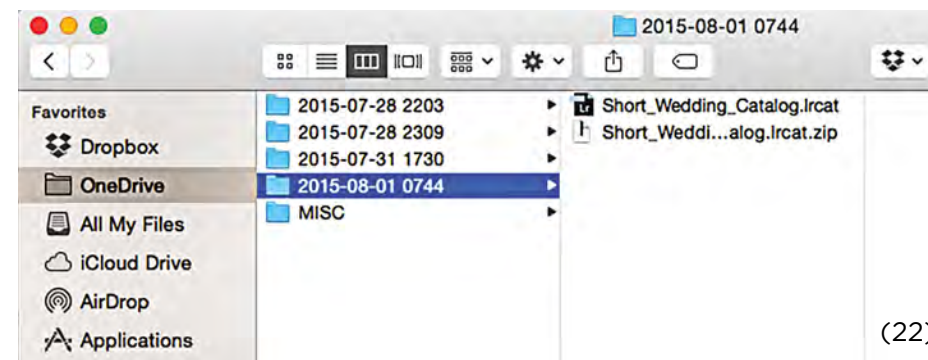 2015-08-01 0744
Favorites
Dropbox
OneDrive
All My Files
iCloud Drive
AirDrop
Applications
2015-07-28 2203
2015-07-28 2309
2015-07-31 1730
2015-08-01 0744
MISC
Short_Wedding_Catalog.lrcat
Short_Weddi...alog.lrcat.zip
(22)